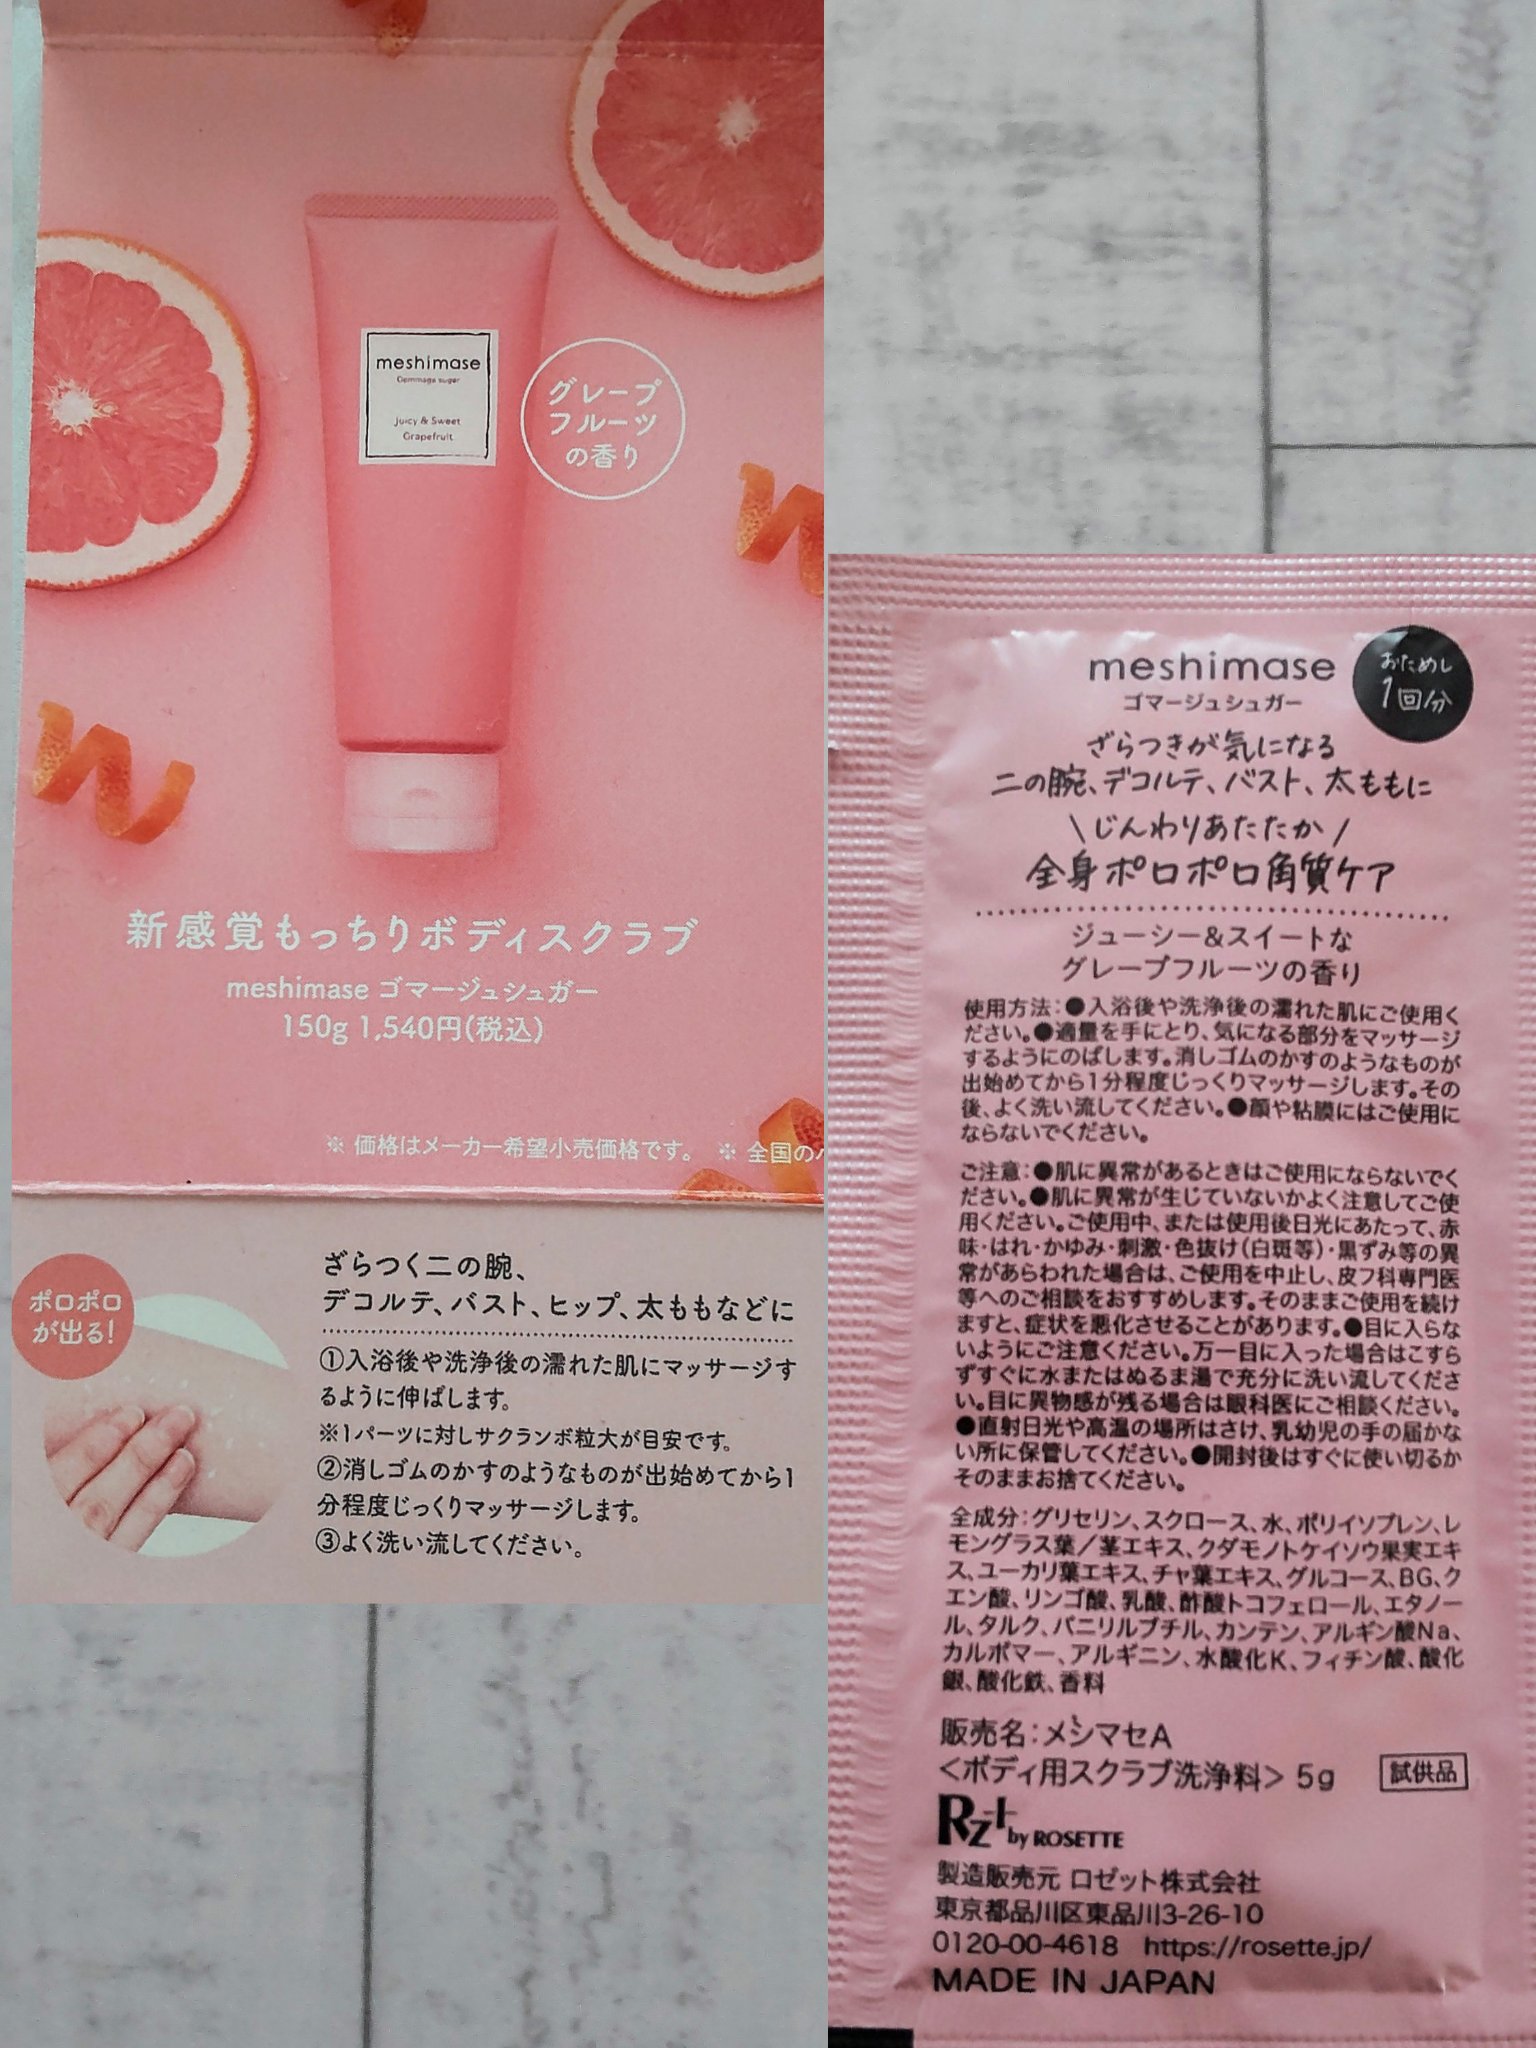 meshimase
Gommage sugar
Juicy & Sweet
Grapefruit
グレープ
フルーツ
の香り
新感覚もっちりボディスクラブ
meshimase ゴマージュシュガー
150g 1,540円(税込)
※ 価格はメーカー希望小売価格です。 ※ 全国の
ポロポロ
が出る!
ざらつく二の腕、
デコルテ、バスト、ヒップ、太ももなどに
①入浴後や洗浄後の濡れた肌にマッサージす
るように伸ばします。
※1パーツに対しサクランボ粒大が目安です。
②消しゴムのかすのようなものが出始めてから1
分程度じっくりマッサージします。
③よく洗い流してください。
meshimase
ゴマージュシュガー
おためし
1回分
ざらつきが気になる
二の腕、デコルテ、バスト、太ももに
\じんわりあたたか/
全身ポロポロ角質ケア
ジューシー&スイートな
グレープフルーツの香り
使用方法:●入浴後や洗浄後の濡れた肌にご使用く
ださい。●適量を手にとり、気になる部分をマッサージ
するようにのばします。消しゴムのかすのようなものが
出始めてから1分程度じっくりマッサージします。その
後、よく洗い流してください。●顔や粘膜にはご使用に
ならないでください。
ご注意:●肌に異常があるときはご使用にならないでく
ださい。●肌に異常が生じていないかよく注意してご使
用ください。ご使用中、または使用後日光にあたって、赤
味・はれ・かゆみ・刺激・色抜け(白斑等)・黒ずみ等の異
常があらわれた場合は、ご使用を中止し、皮フ科専門医
等へのご相談をおすすめします。そのままご使用を続け
ますと、症状を悪化させることがあります。●目に入らな
いようにご注意ください。万一目に入った場合はこすら
ずすぐに水またはぬるま湯で充分に洗い流してくださ
い。目に異物感が残る場合は眼科医にご相談ください。
●直射日光や高温の場所はさけ、乳幼児の手の届かな
い所に保管してください。●開封後はすぐに使い切るか
そのままお捨てください。
全成分:グリセリン、スクロース、水、ポリイソプレン、レ
モングラス葉/茎エキス、クダモノトケイソウ果実エキ
ス、ユーカリ葉エキス、チャ葉エキス、グルコース、BG、ク
エン酸、リンゴ酸、乳酸、酢酸トコフェロール、エタノー
ル、タルク、バニリルブチル、カンテン、アルギン酸Na、
カルボマー、アルギニン、水酸化K、フィチン酸、酸化
銀、酸化鉄、香料
販売名:メシマセA
<ボディ用スクラブ洗浄料> 5g 試供品
Rz+ by ROSETTE
製造販売元 ロゼット株式会社
東京都品川区東品川3-26-10
0120-00-4618 https://rosette.jp/
MADE IN JAPAN